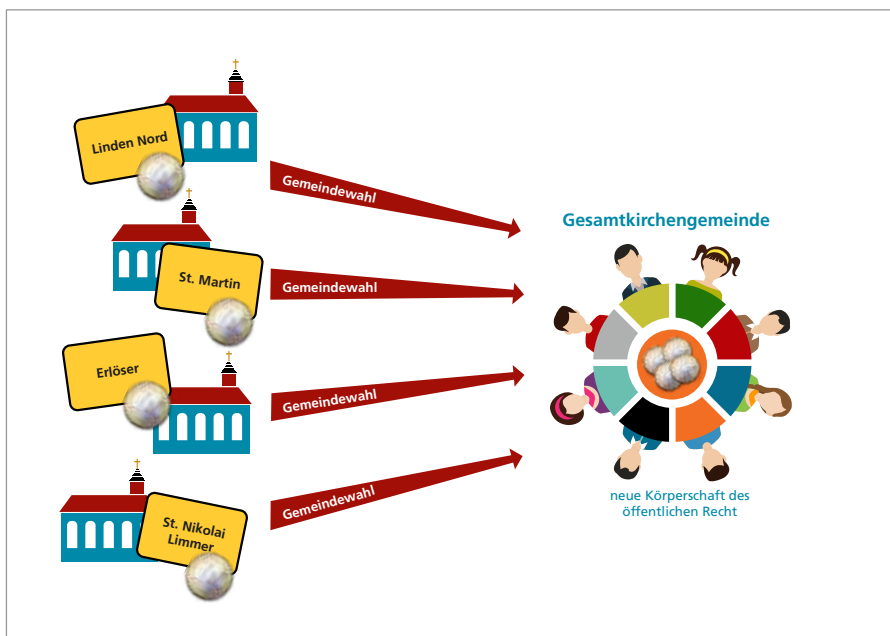 Linden Nord
Gemeindewahl
St. Martin
Gemeindewahl
Erlöser
Gemeindewahl
St. Nikolai
Limmer
Gemeindewahl
Gesamtkirchengemeinde
neue Körperschaft des
öffentlichen Recht